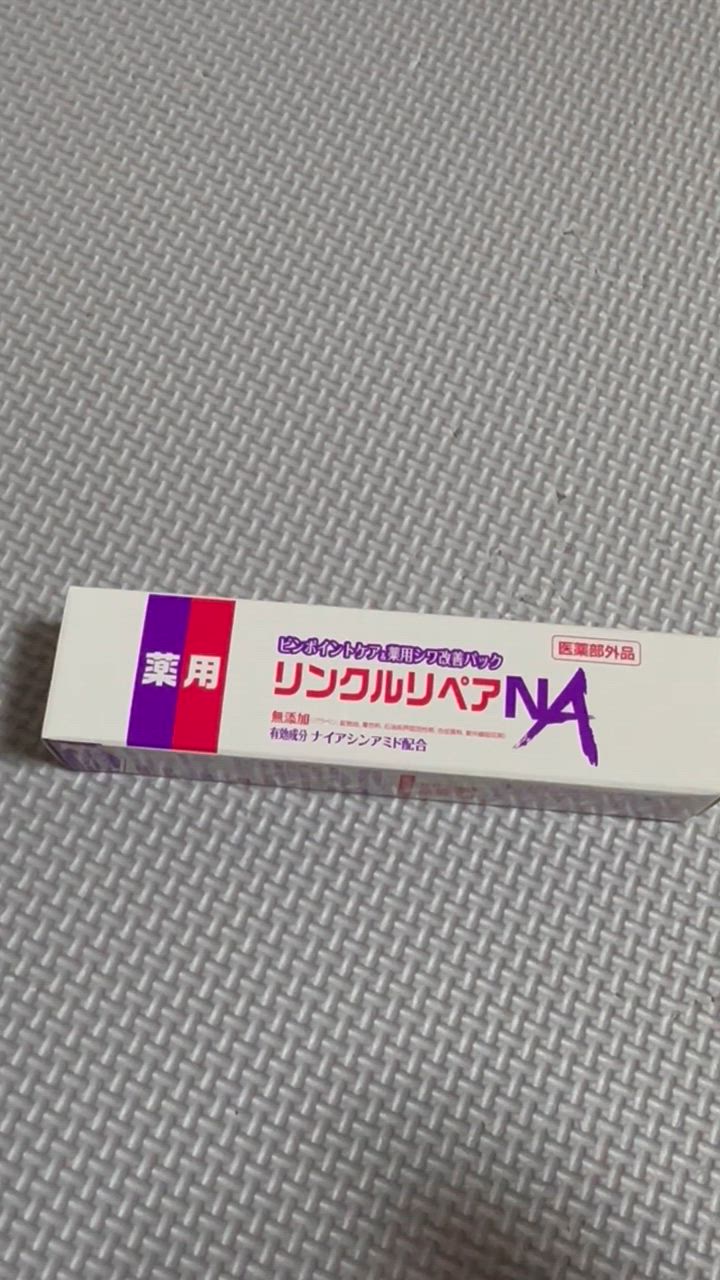 薬用
ピンポイントケア&薬用シワ改善パック
医薬部外品
リンクルリペアNA
無添加
有効成分 ナイアシンアミド配合